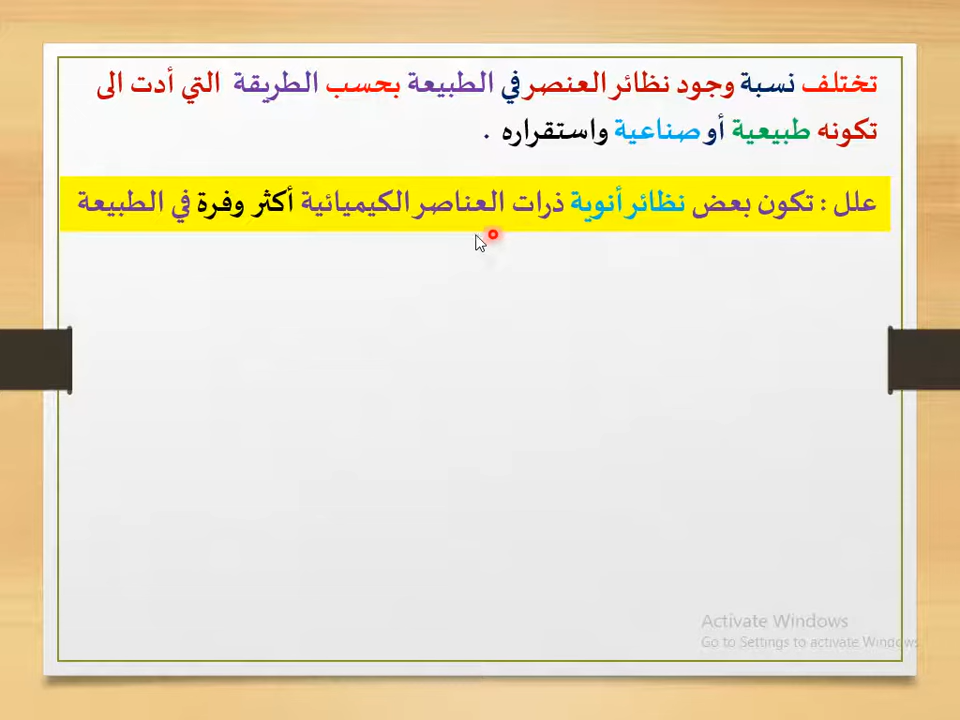 تختلف نسبة وجود نظائر العنصر في الطبيعة بحسب الطريقة التي أدت الى
تكونه طبيعية أو صناعية واستقراره .
علل : تكون بعض نظائر أنوية ذرات العناصر الكيميائية أكثر وفرة في الطبيعة
Activate Windows
Go to Settings to activate Windows